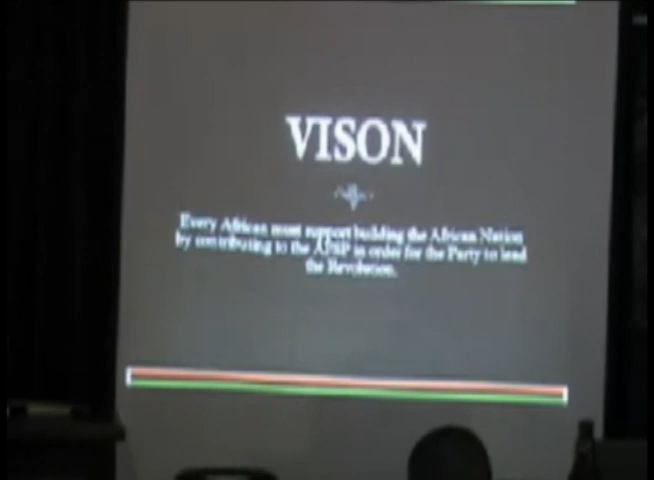 VISON
Every African must support building the African Nation
by contributing to the APSP in order for the Party to lead
the Revolution.